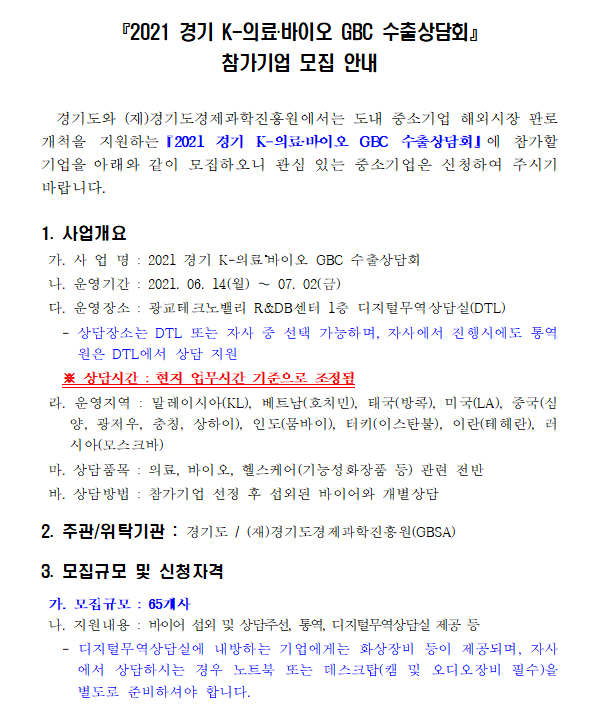 『2021 경기 K-의료·바이오 GBC 수출상담회』
참가기업 모집 안내
경기도와 (재)경기도경제과학진흥원에서는 도내 중소기업 해외시장 판로
개척을 지원하는 『2021 경기 K-의료·바이오 GBC 수출상담회』에 참가할
기업을 아래와 같이 모집하오니 관심 있는 중소기업은 신청하여 주시기
바랍니다.
1. 사업개요
가. 사 업 명 : 2021 경기 K-의료·바이오 GBC 수출상담회
나. 운영기간 : 2021. 06. 14(월) ~ 07. 02(금)
다. 운영장소 : 광교테크노밸리 R&DB센터 1층 디지털무역상담실(DTL)
- 상담장소는 DTL 또는 자사 중 선택 가능하며, 자사에서 진행시에도 통역
원은 DTL에서 상담 지원
※ 상담시간 : 현지 업무시간 기준으로 조정됨
라. 운영지역 : 말레이시아(KL), 베트남(호치민), 태국(방콕), 미국(LA), 중국(심
양, 광저우, 충칭, 상하이), 인도(뭄바이), 터키(이스탄불), 이란(테헤란), 러
시아(모스크바)
마. 상담품목 : 의료, 바이오, 헬스케어(기능성화장품 등) 관련 전반
바. 상담방법 : 참가기업 선정 후 섭외된 바이어와 개별상담
2. 주관/위탁기관 : 경기도 / (재)경기도경제과학진흥원(GBSA)
3. 모집규모 및 신청자격
가. 모집규모 : 65개사
나. 지원내용 : 바이어 섭외 및 상담주선, 통역, 디지털무역상담실 제공 등
- 디지털무역상담실에 내방하는 기업에게는 화상장비 등이 제공되며, 자사
에서 상담하시는 경우 노트북 또는 데스크탑(캠 및 오디오장비 필수)을
별도로 준비하셔야 합니다.